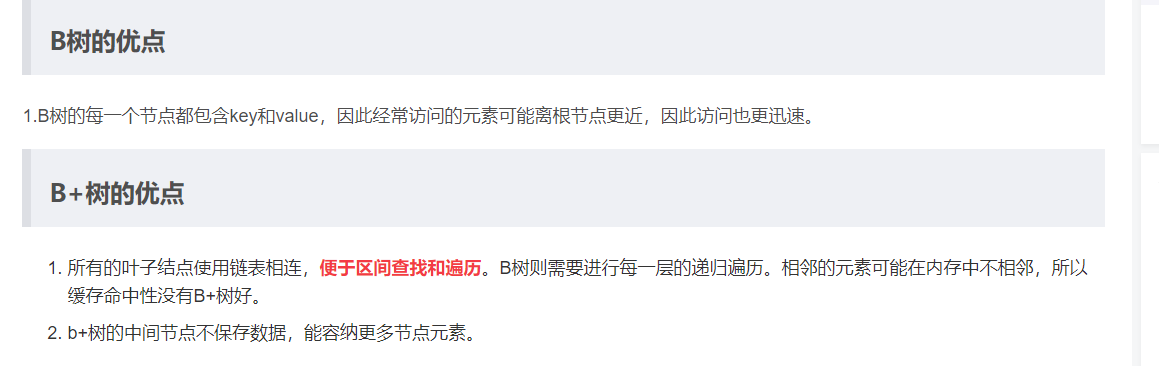 B树的优点
1.B树的每一个节点都包含key和value，因此经常访问的元素可能离根节点更近，因此访问也更迅速。
B+树的优点
1. 所有的叶子结点使用链表相连，便于区间查找和遍历。B树则需要进行每一层的递归遍历。相邻的元素可能在内存中不相邻，所以
缓存命中性没有B+树好。
2. b+树的中间节点不保存数据，能容纳更多节点元素。